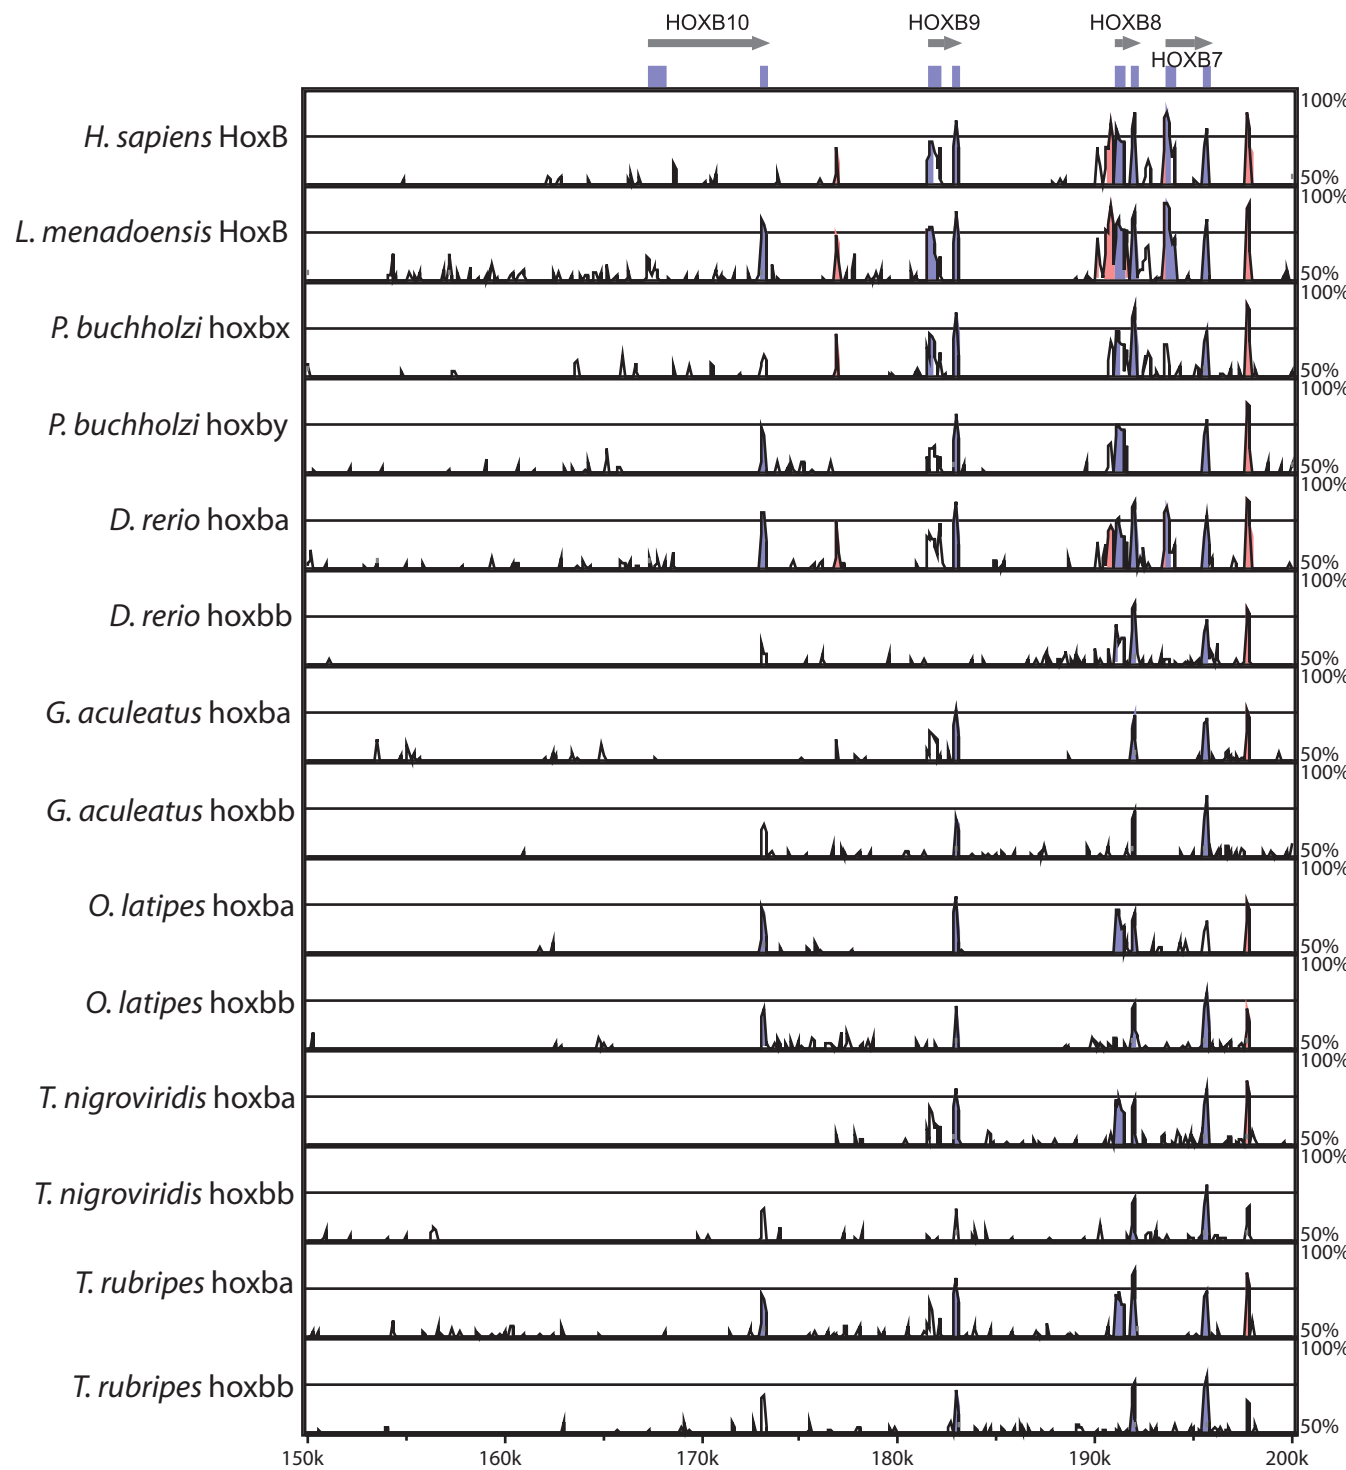 HOXB10 HOXB9 HOXB8
HOXB7
100%
H. sapiens HoxB
50%
100%
L. menadoensis HoxB
50%
100%
P. buchholzi hoxbx
50%
100%
P. buchholzi hoxby
50%
100%
D. rerio hoxba
50%
100%
D. rerio hoxbb
50%
100%
G. aculeatus hoxba
50%
100%
G. aculeatus hoxbb
50%
100%
O. latipes hoxba
50%
100%
O. latipes hoxbb
50%
100%
T. nigroviridis hoxba
50%
100%
T. nigroviridis hoxbb
50%
100%
T. rubripes hoxba
50%
100%
T. rubripes hoxbb
50%
150k 160k 170k 180k 190k 200k